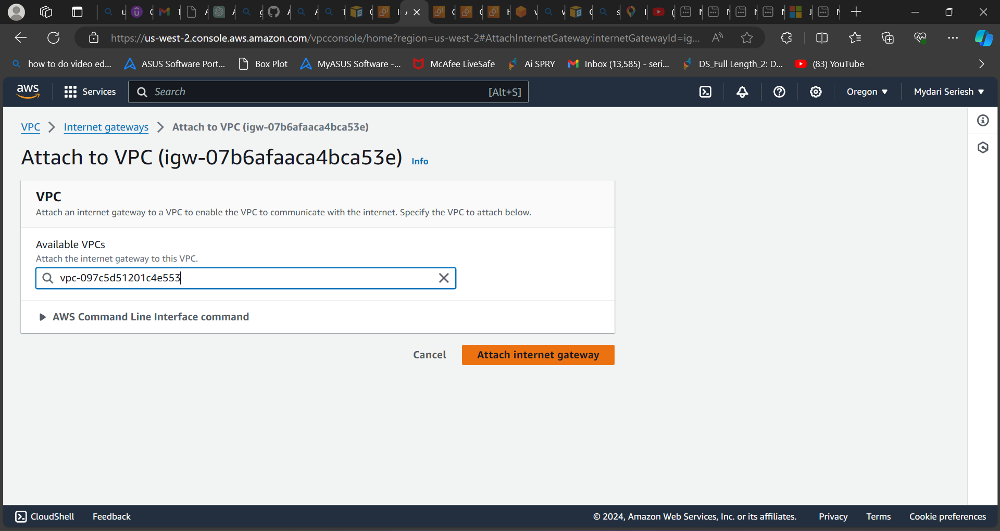 https://us-west-2.console.aws.amazon.com/vpcconsole/home?region=us-west-2#AttachInternetGateway:internetGatewayId=ig...
how to do video ed... ASUS Software Port... Box Plot MyASUS Software -... McAfee LiveSafe Ai SPRY Inbox (13,585) - seri... DS_Full Length_2: D... (83) YouTube
aws Services Search [Alt+S] Oregon Mydari Seriesh
VPC Internet gateways Attach to VPC (igw-07b6afaaca4bca53e)
Attach to VPC (igw-07b6afaaca4bca53e) Info
VPC
Attach an internet gateway to a VPC to enable the VPC to communicate with the internet. Specify the VPC to attach below.
Available VPCs
Attach the internet gateway to this VPC.
vpc-097c5d51201c4e553
AWS Command Line Interface command
Cancel Attach internet gateway
CloudShell Feedback © 2024, Amazon Web Services, Inc. or its affiliates. Privacy Terms Cookie preferences